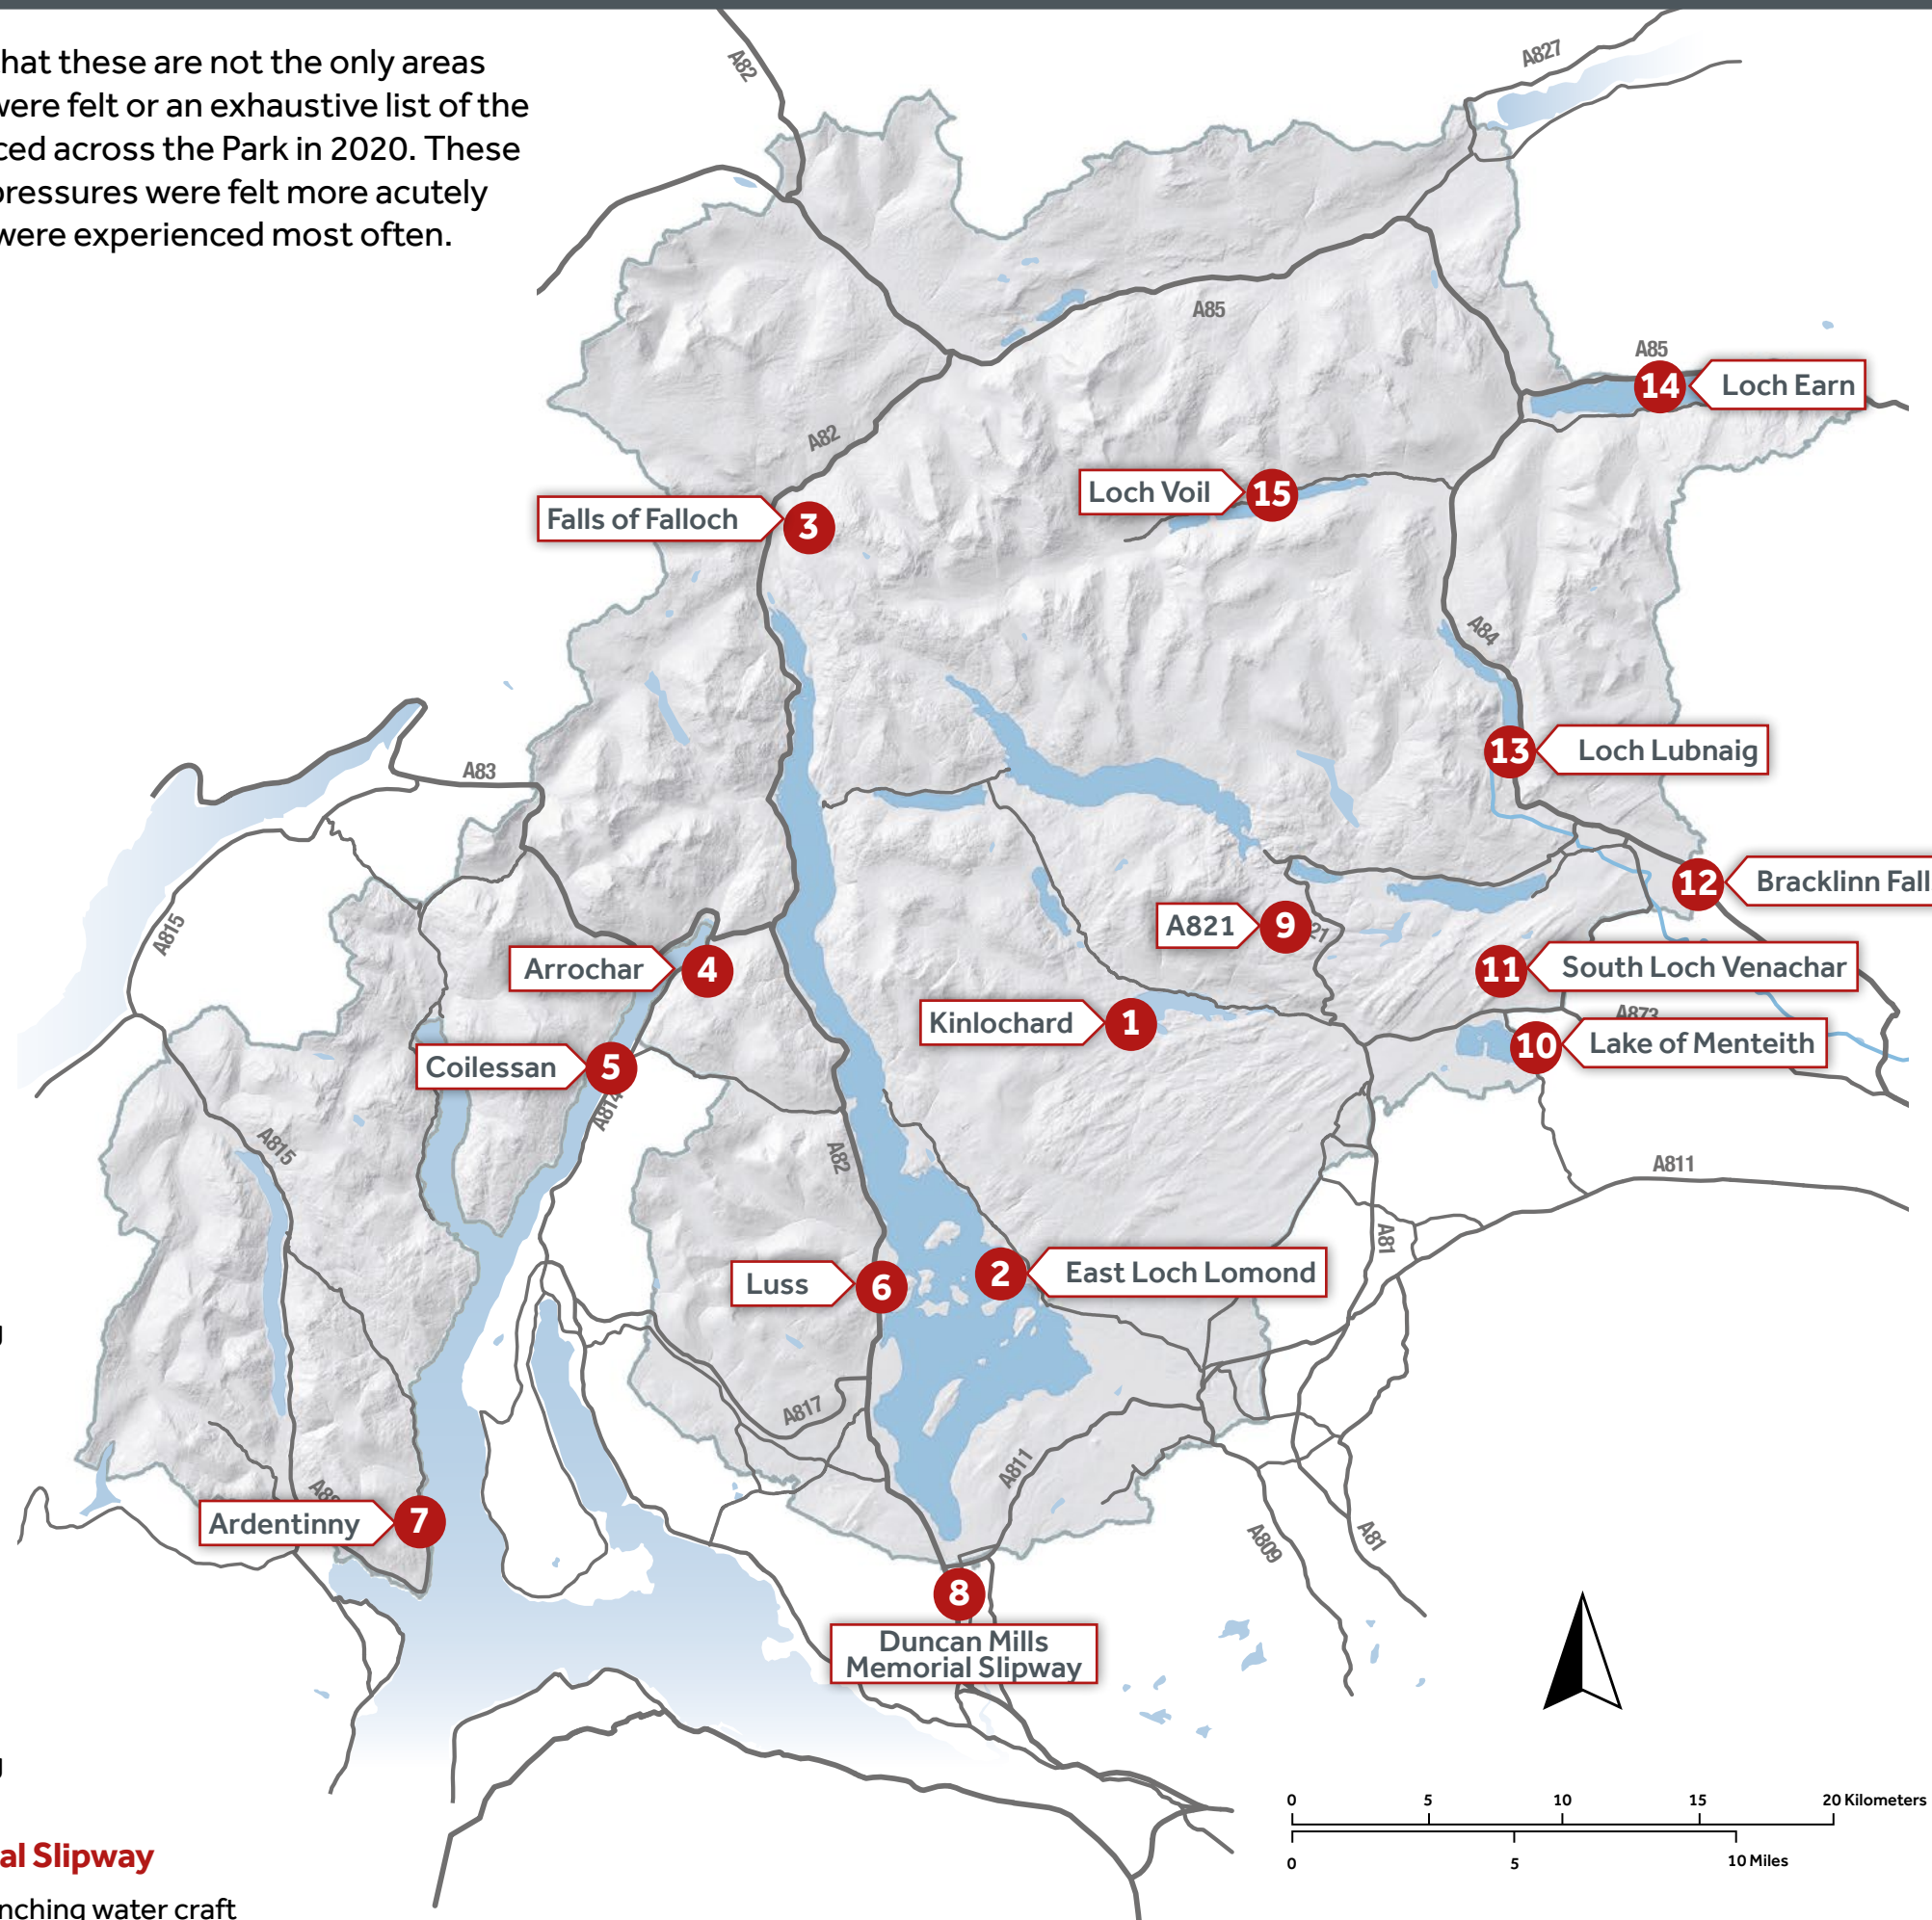 hat these are not the only areas
were felt or an exhaustive list of the
ced across the Park in 2020. These
pressures were felt more acutely
were experienced most often.
A82
A827
A85
A85
14 Loch Earn
A82
Loch Voil 15
Falls of Falloch 3
A84
A83
13 Loch Lubnaig
12 Bracklinn Fall
A815
A821 9
21
Arrochar 4
11 South Loch Venachar
Kinlochard 1
A873
10 Lake of Menteith
Coilessan 5
A814
A815
A82
A811
A81
Luss 6
2 East Loch Lomond
g
A817
A811
Ardentinny 7
A809
A81
8
Duncan Mills
Memorial Slipway
g
0 5 10 15 20 Kilometers
0 5 10 Miles
al Slipway
nching water craft